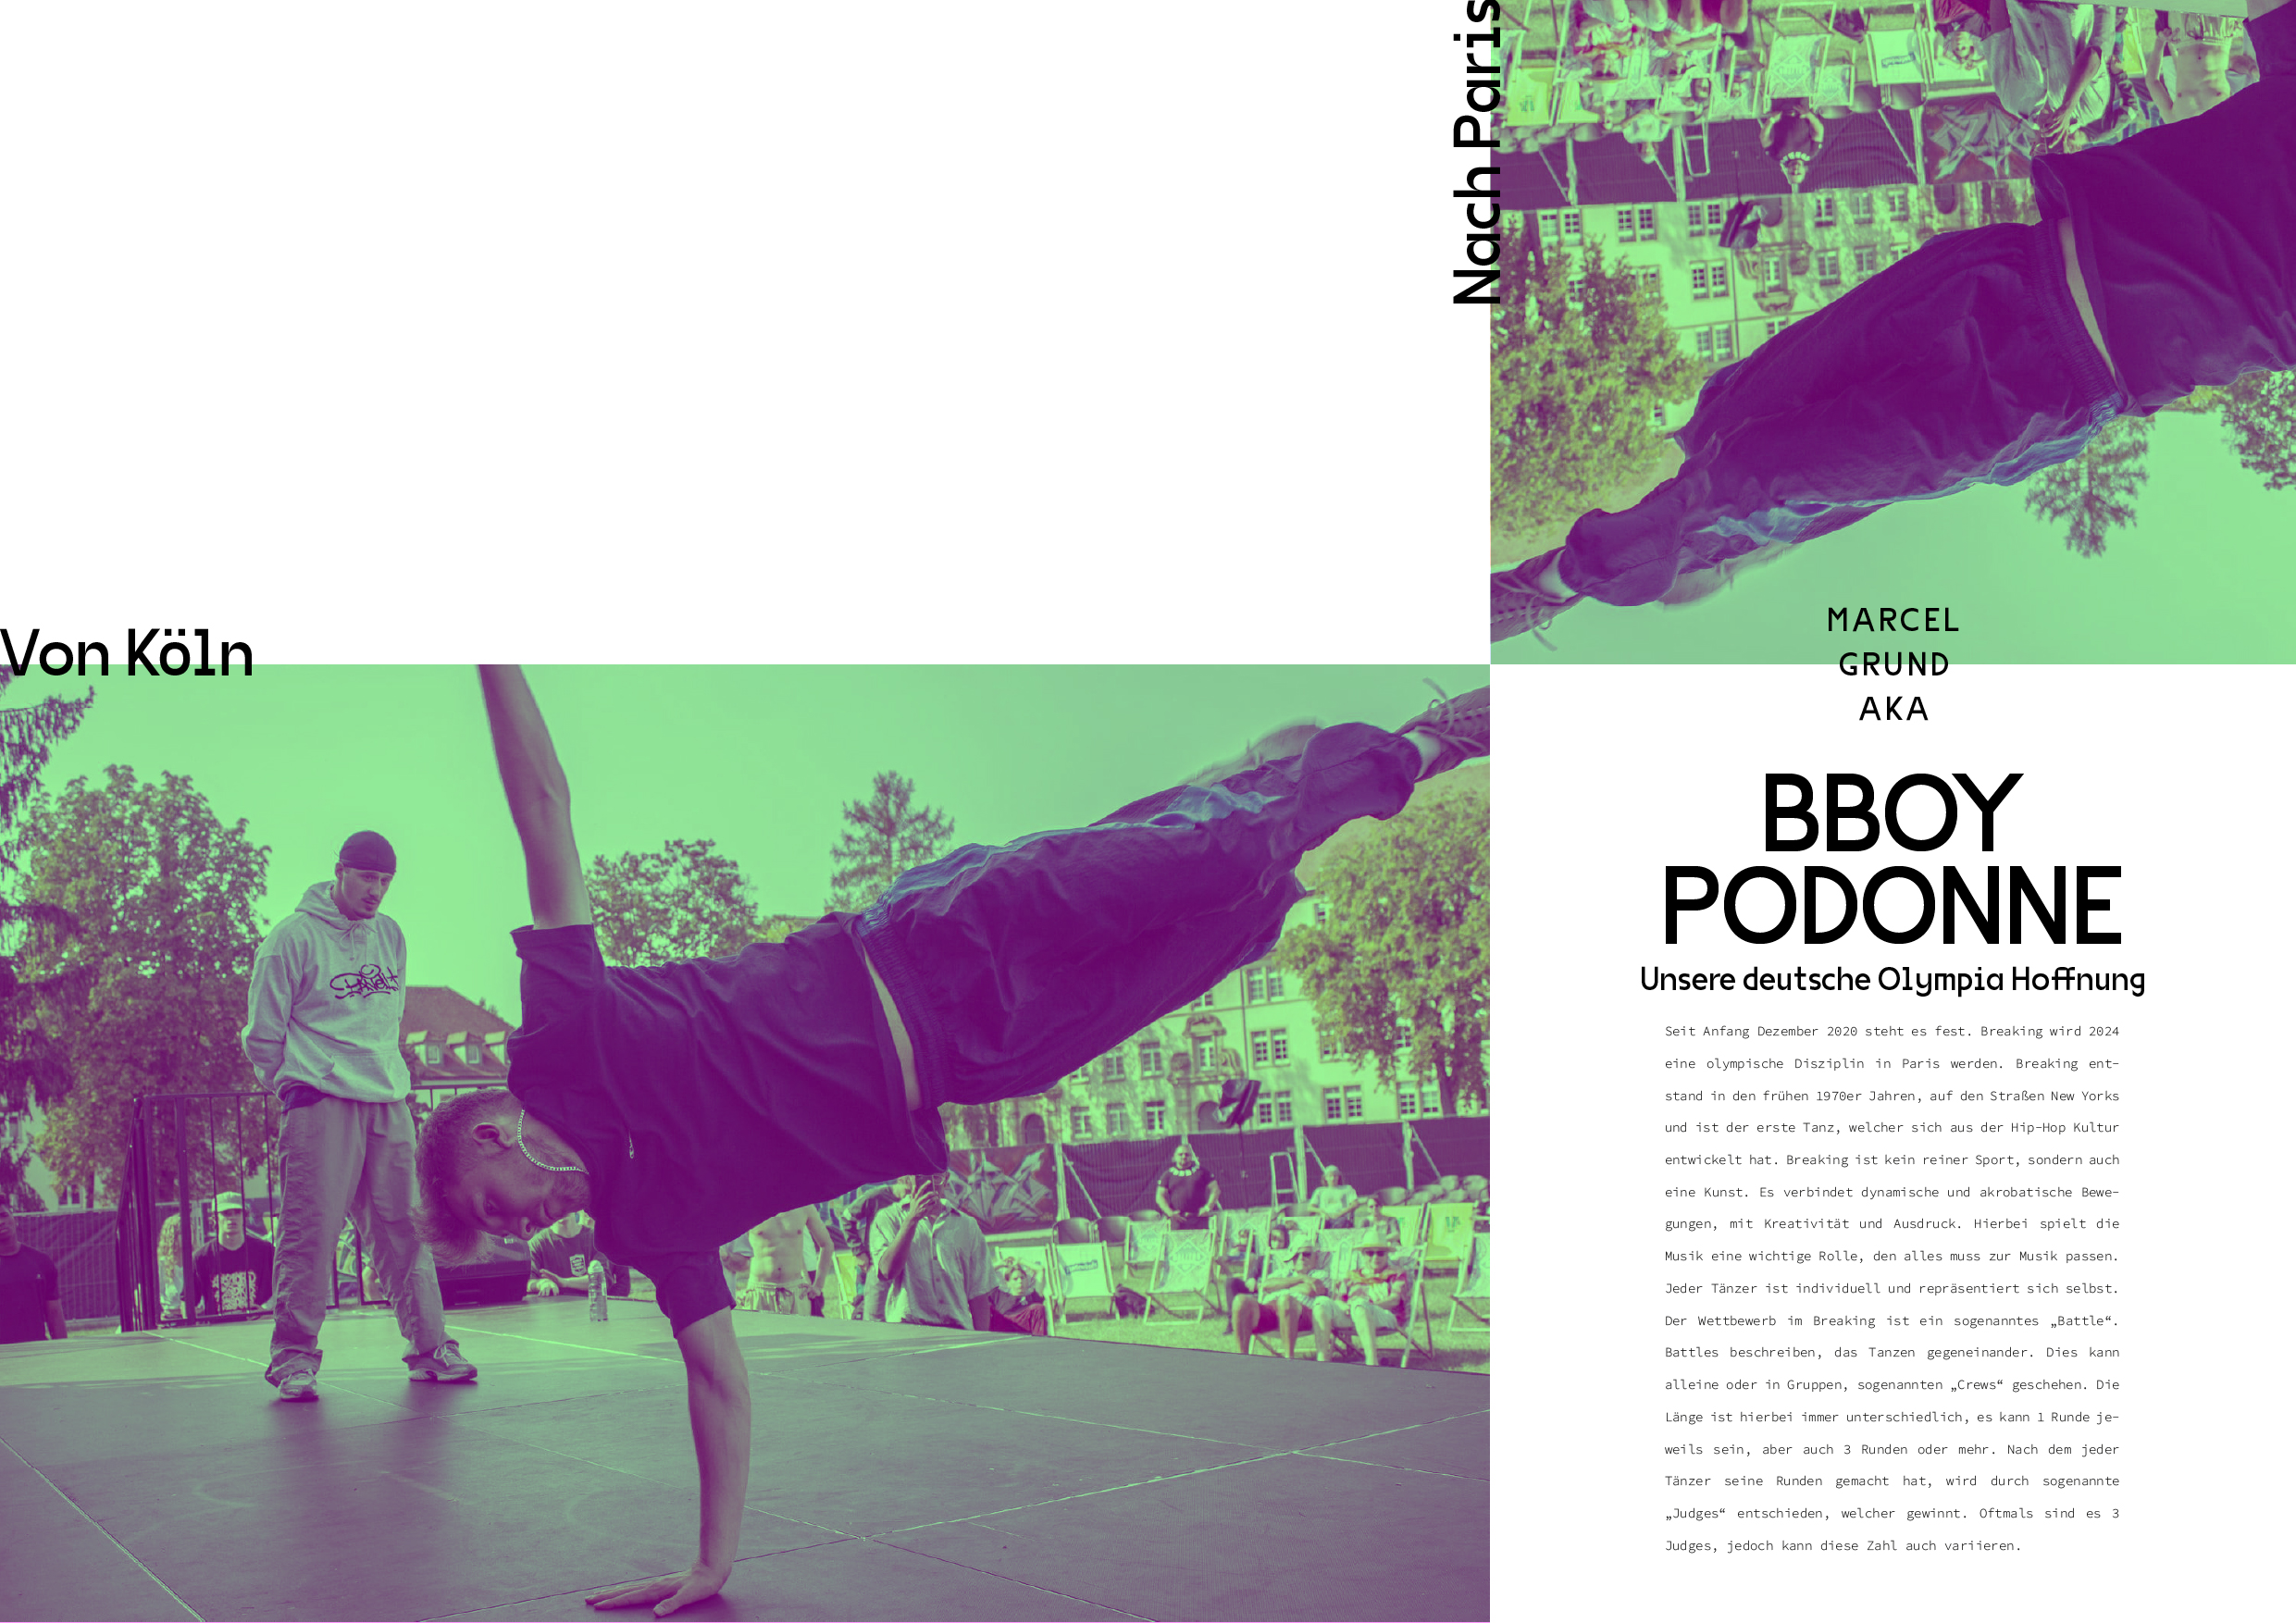 Von Köln
Nach Paris
MARCEL
GRUND
AKA
BBOY
PODONNE
Unsere deutsche Olympia Hoffnung
Seit Anfang Dezember 2020 steht es fest. Breaking wird 2024
eine olympische Disziplin in Paris werden. Breaking ent-
stand in den frühen 1970er Jahren, auf den Straßen New Yorks
und ist der erste Tanz, welcher sich aus der Hip-Hop Kultur
entwickelt hat. Breaking ist kein reiner Sport, sondern auch
eine Kunst. Es verbindet dynamische und akrobatische Bewe-
gungen, mit Kreativität und Ausdruck. Hierbei spielt die
Musik eine wichtige Rolle, den alles muss zur Musik passen.
Jeder Tänzer ist individuell und repräsentiert sich selbst.
Der Wettbewerb im Breaking ist ein sogenanntes „Battle“.
Battles beschreiben, das Tanzen gegeneinander. Dies kann
alleine oder in Gruppen, sogenannten „Crews“ geschehen. Die
Länge ist hierbei immer unterschiedlich, es kann 1 Runde je-
weils sein, aber auch 3 Runden oder mehr. Nach dem jeder
Tänzer seine Runden gemacht hat, wird durch sogenannte
„Judges“ entschieden, welcher gewinnt. Oftmals sind es 3
Judges, jedoch kann diese Zahl auch variieren.